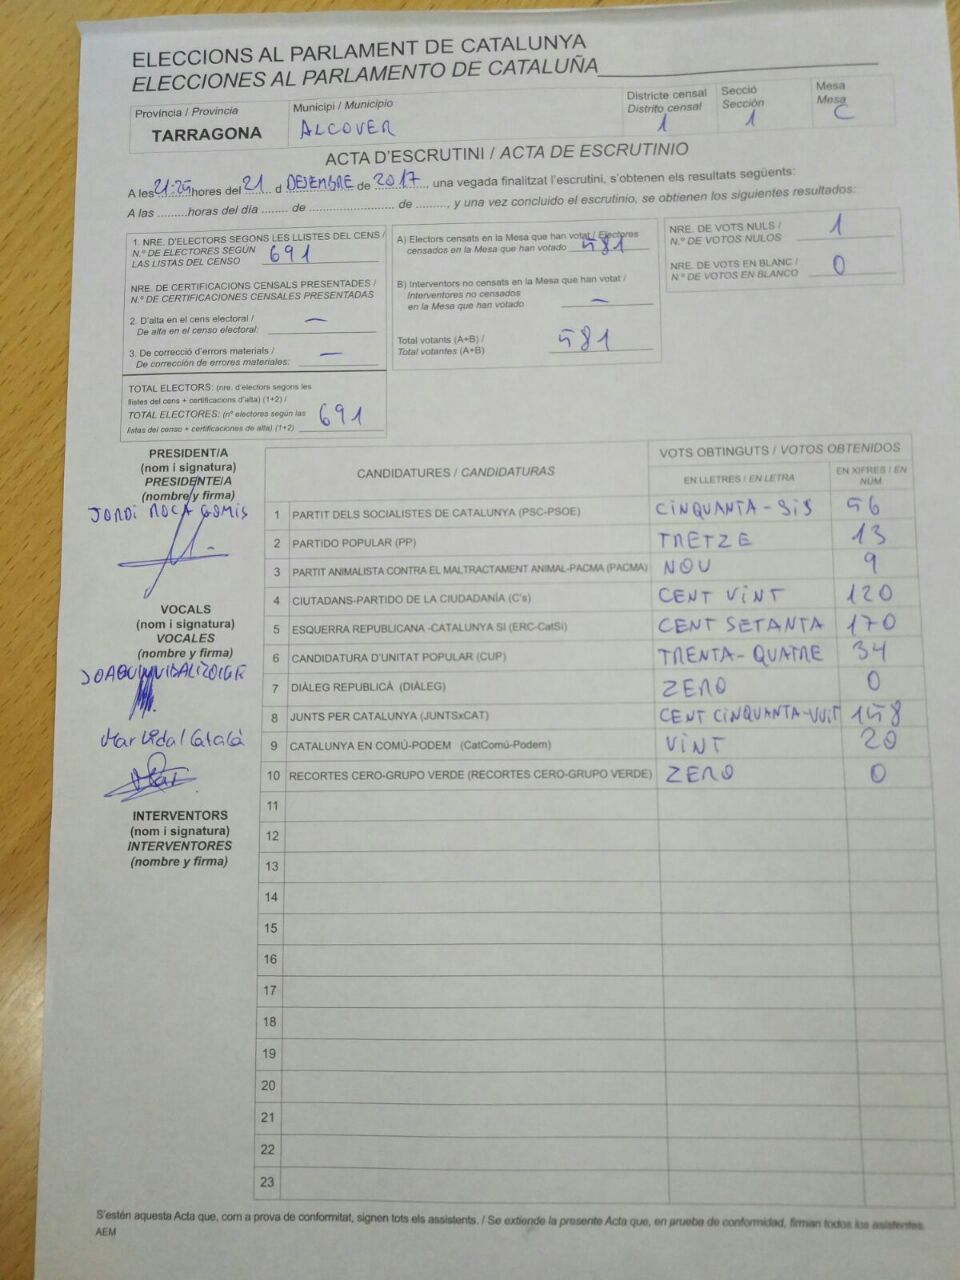 ELECCIONS AL PARLAMENT DE CATALUNYA
ELECCIONES AL PARLAMENTO DE CATALUÑA
Província / Provincia
TARRAGONA
Municipi / Municipio
ALCOVER
Districte censal
Distrito censal
1
Secció
Sección
1
Mesa
Mesa
C
ACTA D'ESCRUTINI / ACTA DE ESCRUTINIO
A les 21:25 hores del 21 d DESEMBRE de 2017, una vegada finalitzat l'escrutini, s'obtenen els resultats següents:
A las .........horas del día ........ de .......................... de ........., y una vez concluido el escrutinio, se obtienen los siguientes resultados:
1. NRE. D'ELECTORS SEGONS LES LLISTES DEL CENS /
N.º DE ELECTORES SEGÚN
LAS LISTAS DEL CENSO 691
NRE. DE CERTIFICACIONS CENSALS PRESENTADES /
N.º DE CERTIFICACIONES CENSALES PRESENTADAS
2. D'alta en el cens electoral /
De alta en el censo electoral: —
3. De correcció d'errors materials /
De corrección de errores materiales: —
TOTAL ELECTORS: (nre. d'electors segons les
llistes del cens + certificacions d'alta) (1+2) /
TOTAL ELECTORES: (nº electores según las
listas del censo + certificaciones de alta) (1+2) 691
A) Electors censats en la Mesa que han votat / Electores
censados en la Mesa que han votado 581
B) Interventors no censats en la Mesa que han votat /
Interventores no censados
en la Mesa que han votado —
Total votants (A+B) /
Total votantes (A+B) 581
NRE. DE VOTS NULS /
N.º DE VOTOS NULOS 1
NRE. DE VOTS EN BLANC /
N.º DE VOTOS EN BLANCO 0
PRESIDENT/A
(nom i signatura)
PRESIDENTE/A
(nombre y firma)
JORDI ROCA GOMIS
VOCALS
(nom i signatura)
VOCALES
(nombre y firma)
Mar Vidal Català
INTERVENTORS
(nom i signatura)
INTERVENTORES
(nombre y firma)
CANDIDATURES / CANDIDATURAS
VOTS OBTINGUTS / VOTOS OBTENIDOS
EN LLETRES / EN LETRA
EN XIFRES / EN NÚM.
1 PARTIT DELS SOCIALISTES DE CATALUNYA (PSC-PSOE) CINQUANTA-SIS 56
2 PARTIDO POPULAR (PP) TRETZE 13
3 PARTIT ANIMALISTA CONTRA EL MALTRACTAMENT ANIMAL-PACMA (PACMA) NOU 9
4 CIUTADANS-PARTIDO DE LA CIUDADANÍA (C's) CENT VINT 120
5 ESQUERRA REPUBLICANA -CATALUNYA SI (ERC-CatSí) CENT SETANTA 170
6 CANDIDATURA D'UNITAT POPULAR (CUP) TRENTA-QUATRE 34
7 DIÀLEG REPUBLICÀ (DIÀLEG) ZERO 0
8 JUNTS PER CATALUNYA (JUNTSxCAT) CENT CINQUANTA-VUIT 158
9 CATALUNYA EN COMÚ-PODEM (CatComú-Podem) VINT 20
10 RECORTES CERO-GRUPO VERDE (RECORTES CERO-GRUPO VERDE) ZERO 0
11
12
13
14
15
16
17
18
19
20
21
22
23
S'estén aquesta Acta que, com a prova de conformitat, signen tots els assistents. / Se extiende la presente Acta que, en prueba de conformidad, firman todos los asistentes.
AEM